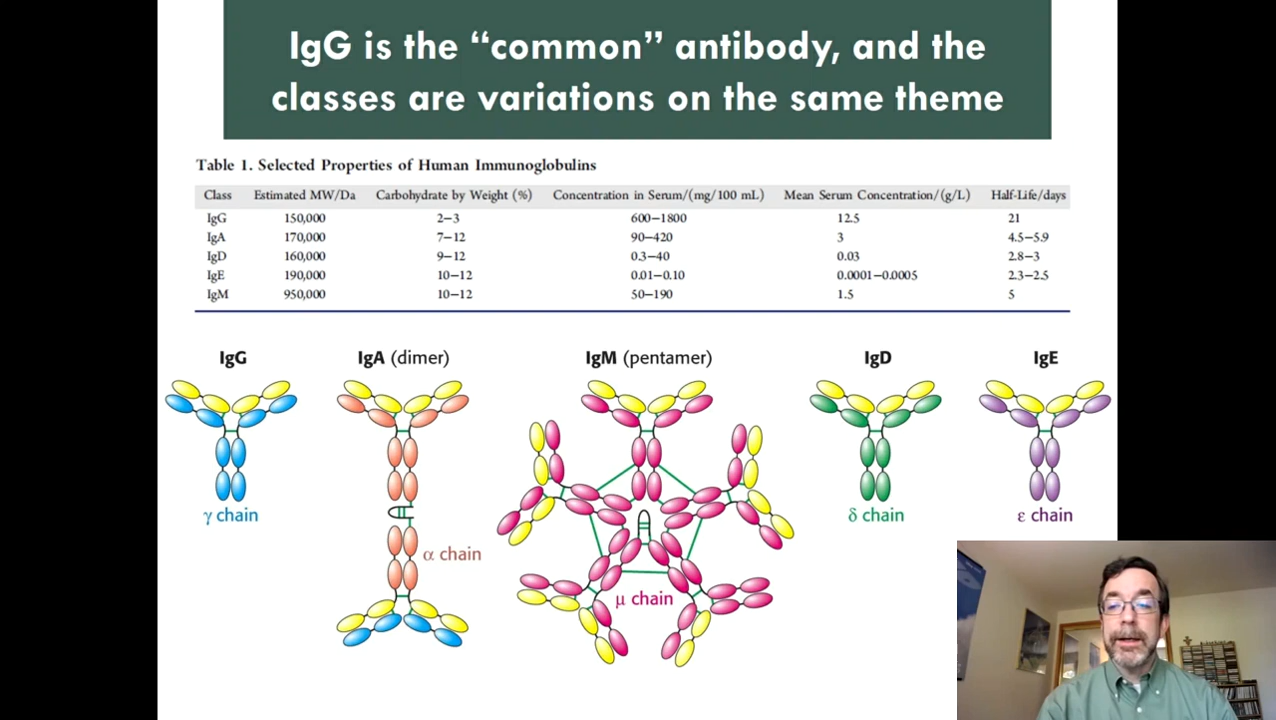 IgG is the “common” antibody, and the
classes are variations on the same theme
Table 1. Selected Properties of Human Immunoglobulins
Class Estimated MW/Da Carbohydrate by Weight (%) Concentration in Serum/(mg/100 mL) Mean Serum Concentration/(g/L) Half-Life/days
IgG 150,000 2–3 600–1800 12.5 21
IgA 170,000 7–12 90–420 3 4.5–5.9
IgD 160,000 9–12 0.3–40 0.03 2.8–3
IgE 190,000 10–12 0.01–0.10 0.0001–0.0005 2.3–2.5
IgM 950,000 10–12 50–190 1.5 5
IgG IgA (dimer) IgM (pentamer) IgD IgE
γ chain δ chain ε chain
α chain
μ chain